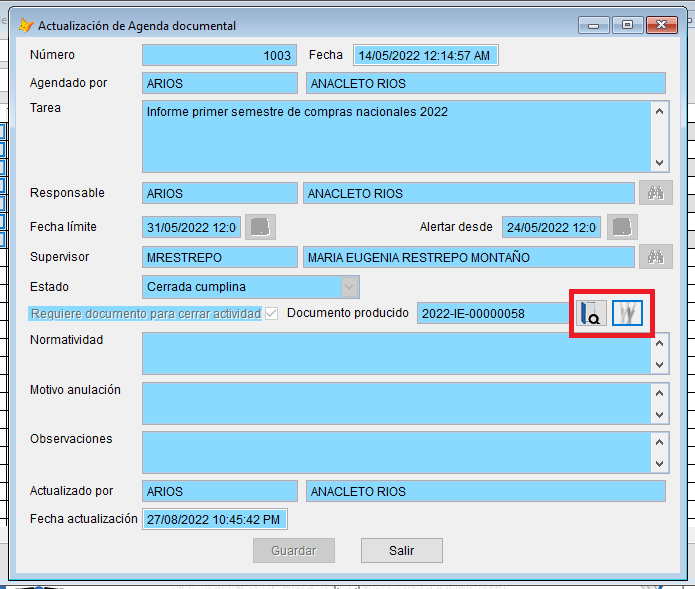 Actualización de Agenda documental
Número 1003 Fecha 14/05/2022 12:14:57 AM
Agendado por ARIOS ANACLETO RIOS
Tarea Informe primer semestre de compras nacionales 2022
Responsable ARIOS ANACLETO RIOS
Fecha límite 31/05/2022 12:0 Alertar desde 24/05/2022 12:0
Supervisor MRESTREPO MARIA EUGENIA RESTREPO MONTAÑO
Estado Cerrada cumplina
Requiere documento para cerrar actividad Documento producido 2022-IE-00000058
Normatividad
Motivo anulación
Observaciones
Actualizado por ARIOS ANACLETO RIOS
Fecha actualización 27/08/2022 10:45:42 PM
Guardar Salir